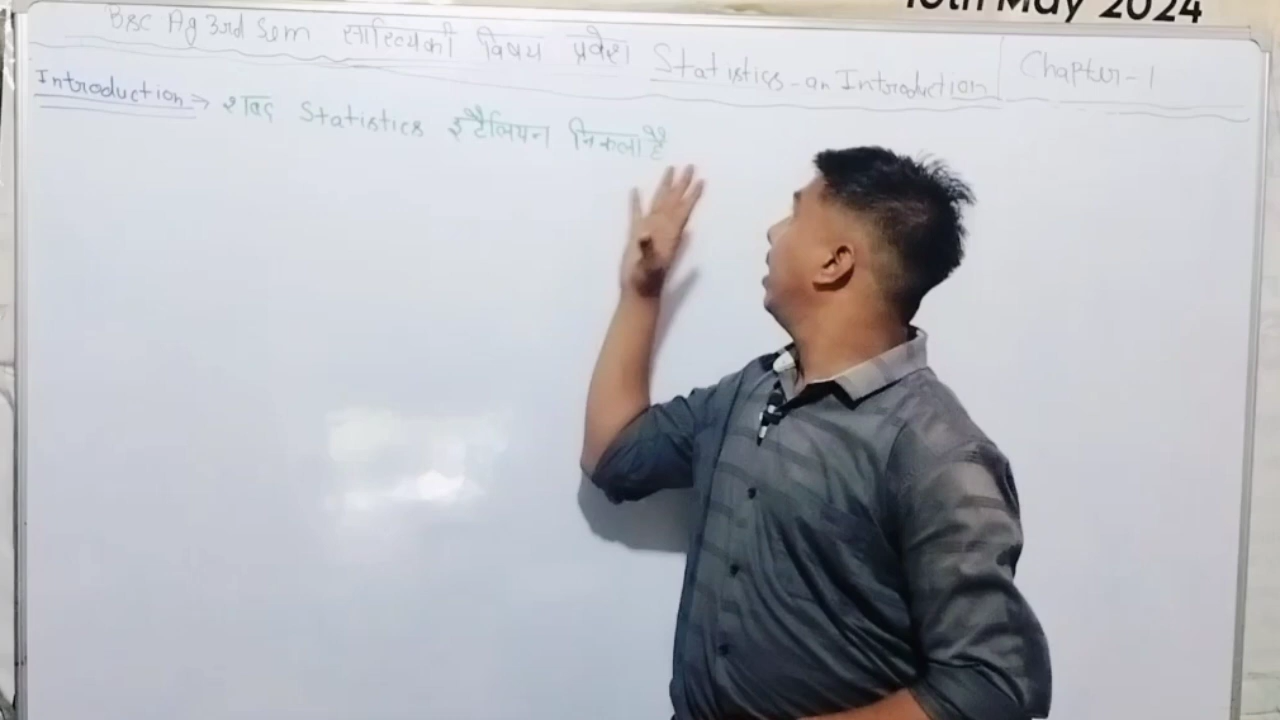 10th May 2024
BSC Ag 3rd Sem सांख्यिकी विषय प्रवेश Statistics - an Introduction Chapter-1
Introduction → शब्द Statistics इटैलियन निकला है